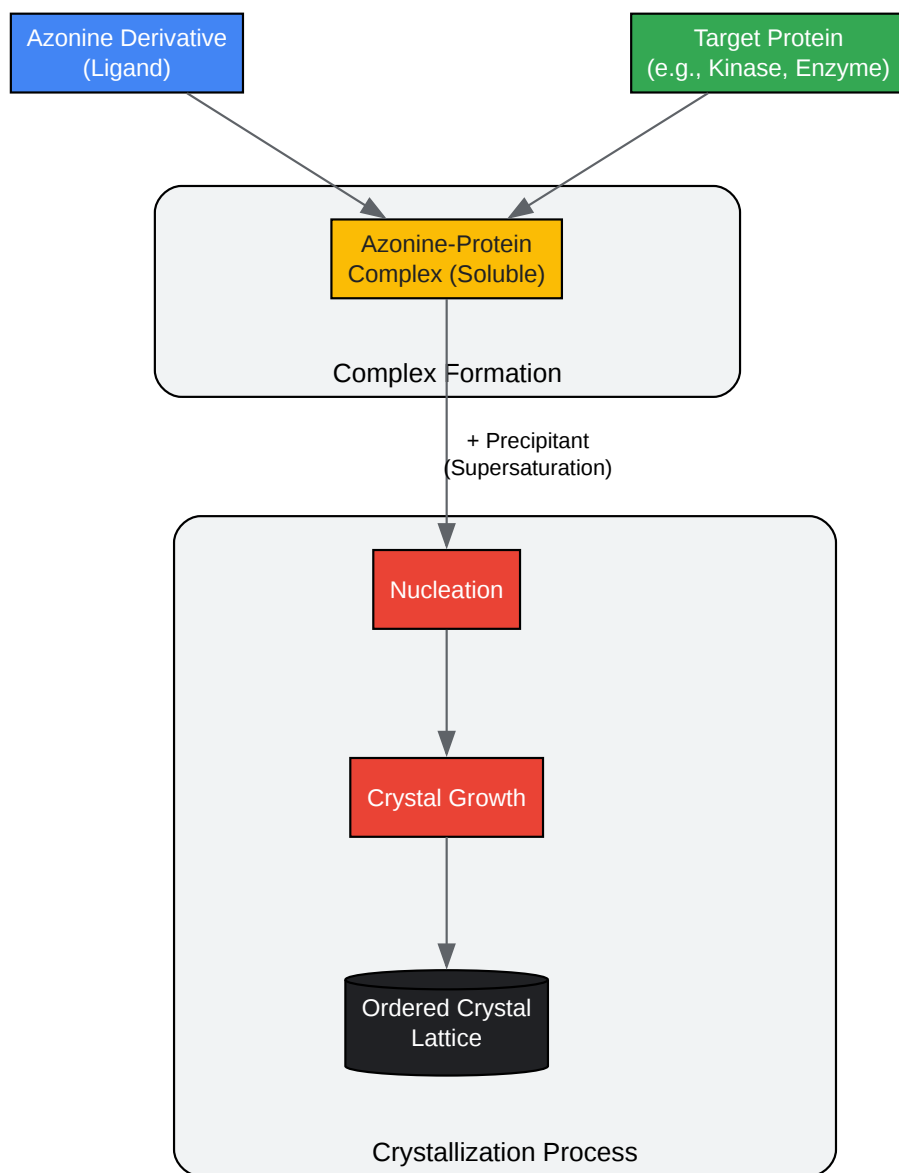 Azonine Derivative
(Ligand)
Target Protein
(e.g., Kinase, Enzyme)
Azonine-Protein
Complex (Soluble)
Complex Formation
+ Precipitant
(Supersaturation)
Nucleation
Crystal Growth
Ordered Crystal
Lattice
Crystallization Process